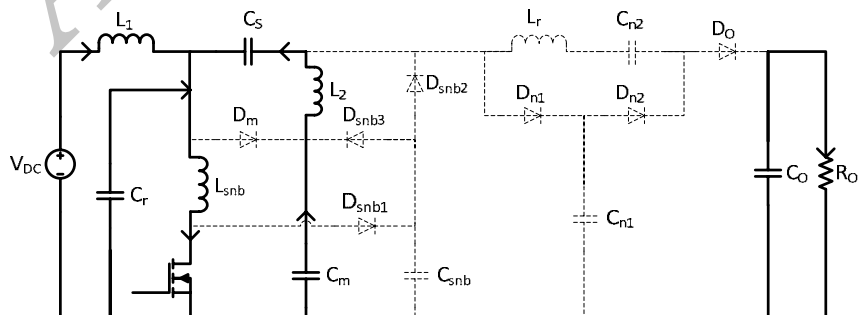 L1
CS
Lr
Cn2
DO
L2
Dsnb2
Dn1
Dn2
Dm
Dsnb3
VDC
Cr
Lsnb
CO
RO
Dsnb1
Cn1
Cm
Csnb